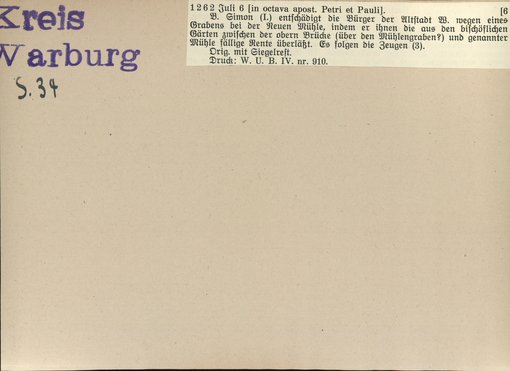 Kreis
Warburg
S. 34
1262 Juli 6 [in octava apost. Petri et Pauli]. [6
B. Simon (I.) entschädigt die Bürger der Altstadt W. wegen eines
Grabens bei der Neuen Mühle, indem er ihnen die aus den bischöflichen
Gärten zwischen der obern Brücke (über den Mühlengraben?) und genannter
Mühle fällige Rente überläßt. Es folgen die Zeugen (3).
Orig. mit Siegelrest.
Druck: W. U. B. IV. nr. 910.